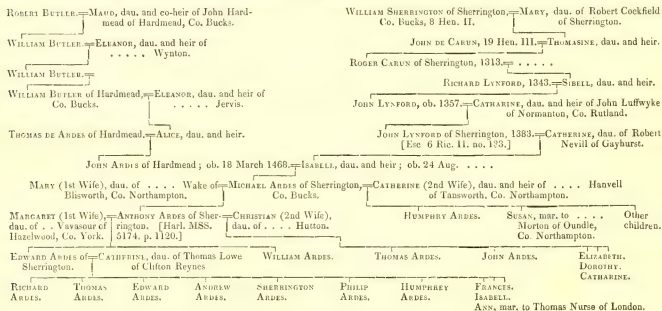 ROBERT BUTLER.=MAUD, dau. and co-heir of John Hardmead of Hardmead, Co. Bucks.
WILLIAM SHERINGTON of Sherrington,=MARY, dau. of Robert Cockfield
Co. Bucks, 8 Hen. II. of Sherrington.
WILLIAM BUTLER=ELEANOR, dau. and heir of
. . . . . Wynton.
JOHN DE CARUN, 19 Hen. III.=THOMASINE, dau. and heir.
WILLIAM BUTLER.=
ROGER CARUN of Sherrington, 1313.= . . . . .
RICHARD LYNFORD, 1343.=SIBELL, dau. and heir.
WILLIAM BUTLER of Hardmead,=ELEANOR, dau. and heir of
Co. Bucks. . . . . . Jervis.
JOHN LYNFORD, ob. 1357.=CATHARINE, dau. and heir of John Luffwyke
of Normanton, Co. Rutland.
THOMAS DE ARDES of Hardmead.=ALICE, dau. and heir.
JOHN LYNFORD of Sherrington, 1383.=CATHERINE, dau. of Robert
[Esc 6 Ric. II. no. 123.] Nevill of Gayhurst.
JOHN ARDES of Hardmead; ob. 18 March 1468.=ISABELL, dau. and heir; ob. 24 Aug. . . . .
MARY (1st Wife), dau. of . . . . Wake of=MICHAEL ARDES of Sherrington,=CATHERINE (2nd Wife), dau. and heir of . . . . Hanvell
Blisworth, Co. Northampton. Co. Bucks. of Tansworth, Co. Northampton.
MARGARET (1st Wife),=ANTHONY ARDES of Sher-=CHRISTIAN (2nd Wife),
dau. of . . Vavasour of rington. [Harl. MSS. dau. of . . . . Hutton.
Hazelwood, Co. York. 5174. p. 1120.]
HUMPHRY ARDES. SUSAN, mar. to . . . . Other
Morton of Oundle, children.
Co. Northampton.
EDWARD ARDES of=CATHERINE, dau. of Thomas Lowe
Sherrington. of Clifton Reynes
WILLIAM ARDES. THOMAS ARDES. JOHN ARDES. ELIZABETH.
DOROTHY.
CATHARINE.
RICHARD THOMAS EDWARD ANDREW SHERRINGTON PHILIP HUMPHREY FRANCES.
ARDES. ARDES. ARDES. ARDES. ARDES. ARDES. ARDES. ISABELL.
ANN, mar. to Thomas Nurse of London.